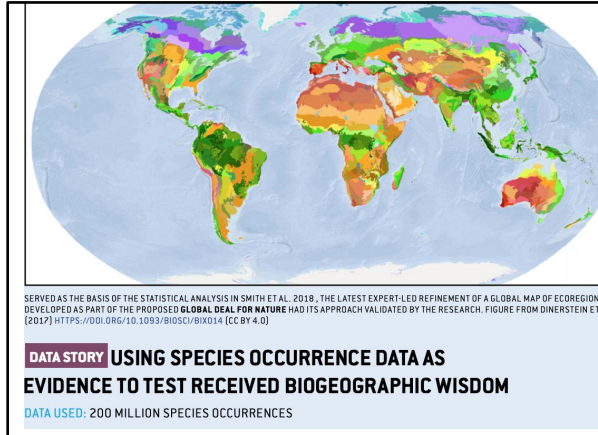 SERVED AS THE BASIS OF THE STATISTICAL ANALYSIS IN SMITH ET AL. 2018 , THE LATEST EXPERT-LED REFINEMENT OF A GLOBAL MAP OF ECOREGION
DEVELOPED AS PART OF THE PROPOSED GLOBAL DEAL FOR NATURE HAD ITS APPROACH VALIDATED BY THE RESEARCH. FIGURE FROM DINERSTEIN ET
(2017) HTTPS://DOI.ORG/10.1093/BIOSCI/BIX014 (CC BY 4.0)
DATA STORY USING SPECIES OCCURRENCE DATA AS
EVIDENCE TO TEST RECEIVED BIOGEOGRAPHIC WISDOM
DATA USED: 200 MILLION SPECIES OCCURRENCES